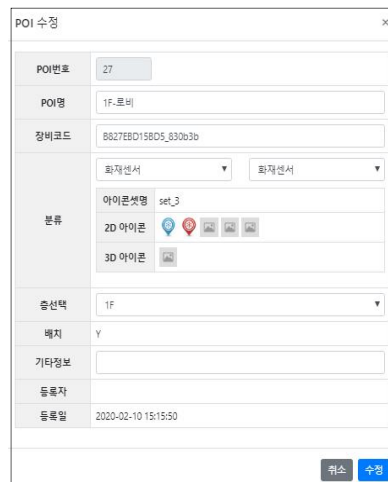 POI 수정 ×
POI번호 27
POI명 1F-로비
장비코드 B827EBD15BD5_830b3b
분류 화재센서 ▼ 화재센서 ▼
아이콘셋명 set_3
2D 아이콘
3D 아이콘
층선택 1F ▼
배치 Y
기타정보
등록자
등록일 2020-02-10 15:15:50
취소 수정